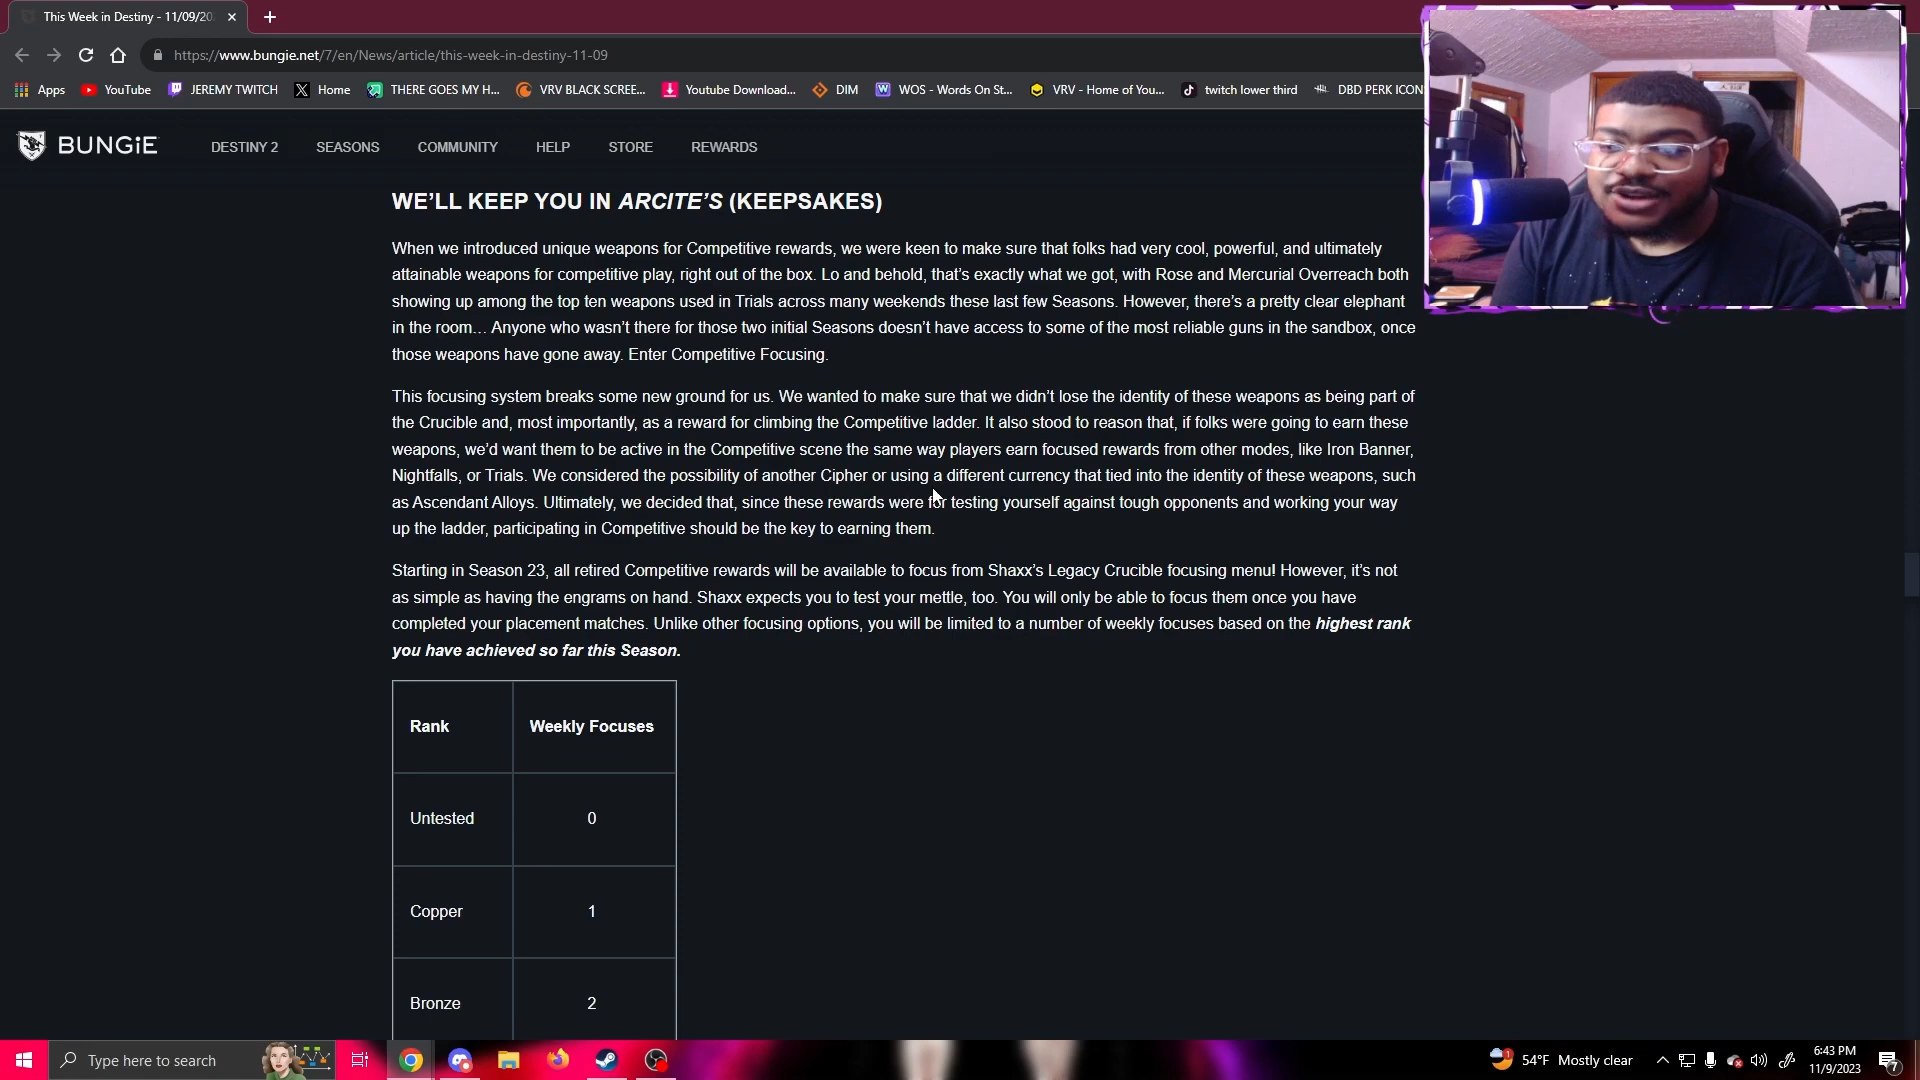 This Week in Destiny - 11/09/20
https://www.bungie.net/7/en/News/article/this-week-in-destiny-11-09
Apps YouTube JEREMY TWITCH Home THERE GOES MY H... VRV BLACK SCREE... Youtube Download... DIM WOS - Words On St... VRV - Home of You... twitch lower third DBD PERK ICON
BUNGiE DESTINY 2 SEASONS COMMUNITY HELP STORE REWARDS
WE’LL KEEP YOU IN ARCITE’S (KEEPSAKES)
When we introduced unique weapons for Competitive rewards, we were keen to make sure that folks had very cool, powerful, and ultimately
attainable weapons for competitive play, right out of the box. Lo and behold, that’s exactly what we got, with Rose and Mercurial Overreach both
showing up among the top ten weapons used in Trials across many weekends these last few Seasons. However, there’s a pretty clear elephant
in the room… Anyone who wasn’t there for those two initial Seasons doesn’t have access to some of the most reliable guns in the sandbox, once
those weapons have gone away. Enter Competitive Focusing.
This focusing system breaks some new ground for us. We wanted to make sure that we didn’t lose the identity of these weapons as being part of
the Crucible and, most importantly, as a reward for climbing the Competitive ladder. It also stood to reason that, if folks were going to earn these
weapons, we’d want them to be active in the Competitive scene the same way players earn focused rewards from other modes, like Iron Banner,
Nightfalls, or Trials. We considered the possibility of another Cipher or using a different currency that tied into the identity of these weapons, such
as Ascendant Alloys. Ultimately, we decided that, since these rewards were for testing yourself against tough opponents and working your way
up the ladder, participating in Competitive should be the key to earning them.
Starting in Season 23, all retired Competitive rewards will be available to focus from Shaxx’s Legacy Crucible focusing menu! However, it’s not
as simple as having the engrams on hand. Shaxx expects you to test your mettle, too. You will only be able to focus them once you have
completed your placement matches. Unlike other focusing options, you will be limited to a number of weekly focuses based on the highest rank
you have achieved so far this Season.
Rank Weekly Focuses
Untested 0
Copper 1
Bronze 2
Type here to search
54°F Mostly clear
6:43 PM
11/9/2023
7